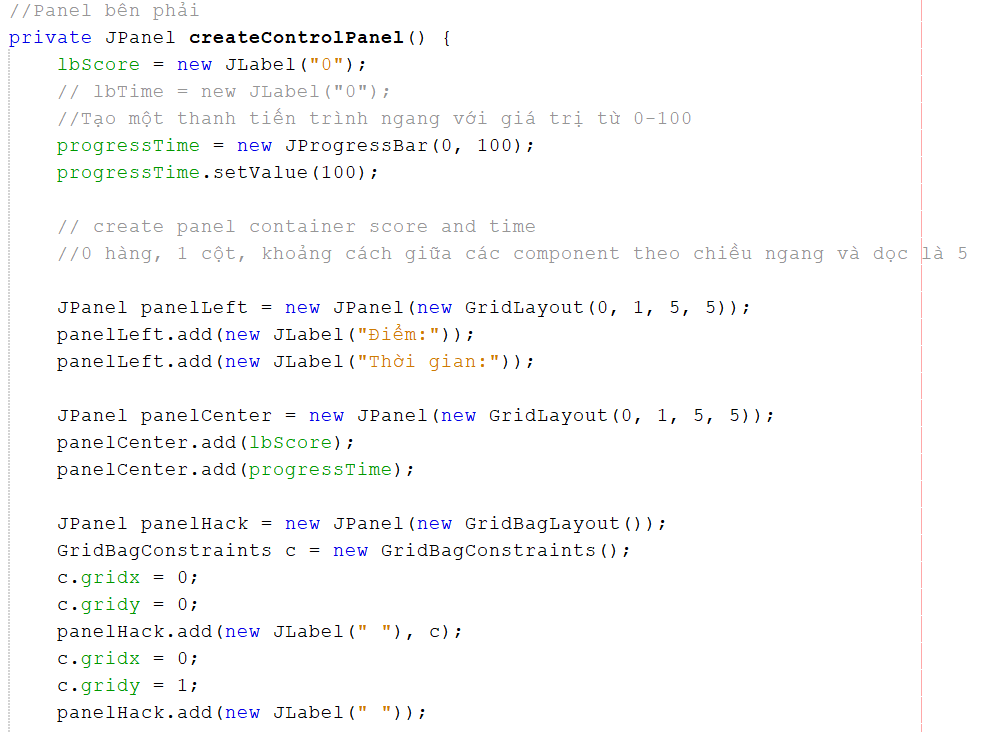 //Panel bên phải
private JPanel createControlPanel() {
lbScore = new JLabel("0");
// lbTime = new JLabel("0");
//Tạo một thanh tiến trình ngang với giá trị từ 0-100
progressTime = new JProgressBar(0, 100);
progressTime.setValue(100);
// create panel container score and time
//0 hàng, 1 cột, khoảng cách giữa các component theo chiều ngang và dọc là 5
JPanel panelLeft = new JPanel(new GridLayout(0, 1, 5, 5));
panelLeft.add(new JLabel("Điểm:"));
panelLeft.add(new JLabel("Thời gian:"));
JPanel panelCenter = new JPanel(new GridLayout(0, 1, 5, 5));
panelCenter.add(lbScore);
panelCenter.add(progressTime);
JPanel panelHack = new JPanel(new GridBagLayout());
GridBagConstraints c = new GridBagConstraints();
c.gridx = 0;
c.gridy = 0;
panelHack.add(new JLabel(" "), c);
c.gridx = 0;
c.gridy = 1;
panelHack.add(new JLabel(" "));